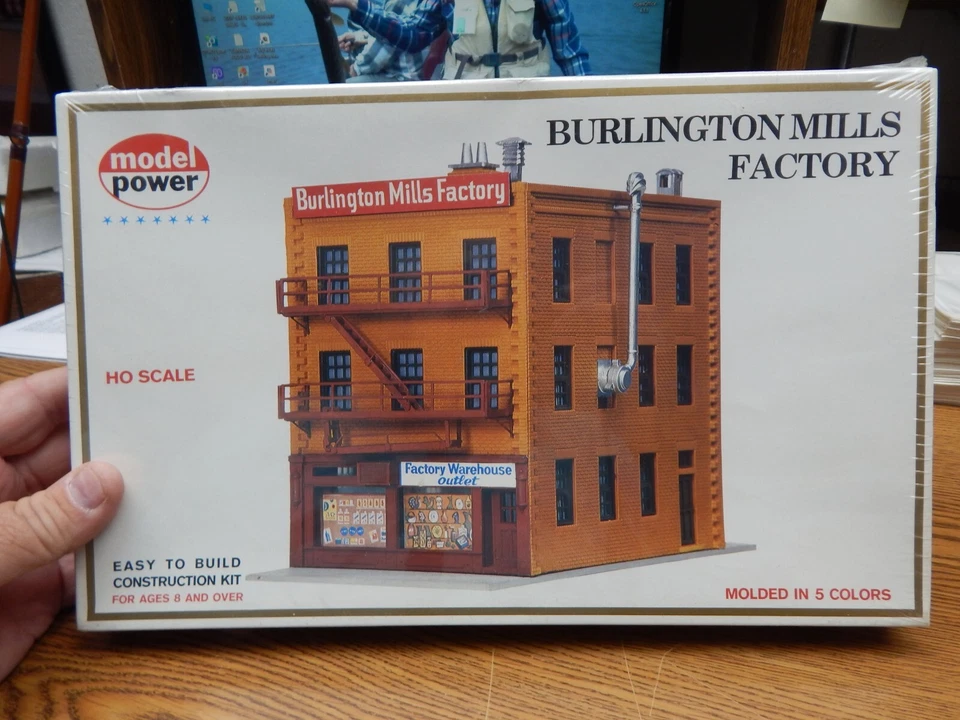 BURLINGTON MILLS
FACTORY
model
power
Burlington Mills Factory
HO SCALE
Factory Warehouse
outlet
EASY TO BUILD
CONSTRUCTION KIT
FOR AGES 8 AND OVER
MOLDED IN 5 COLORS